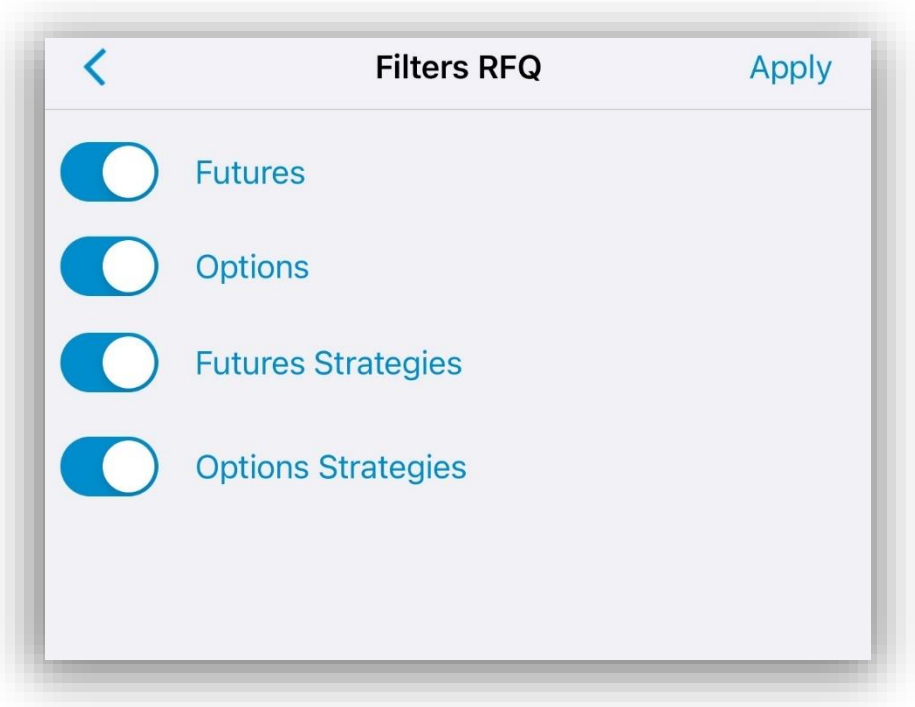 Filters RFQ Apply
Futures
Options
Futures Strategies
Options Strategies